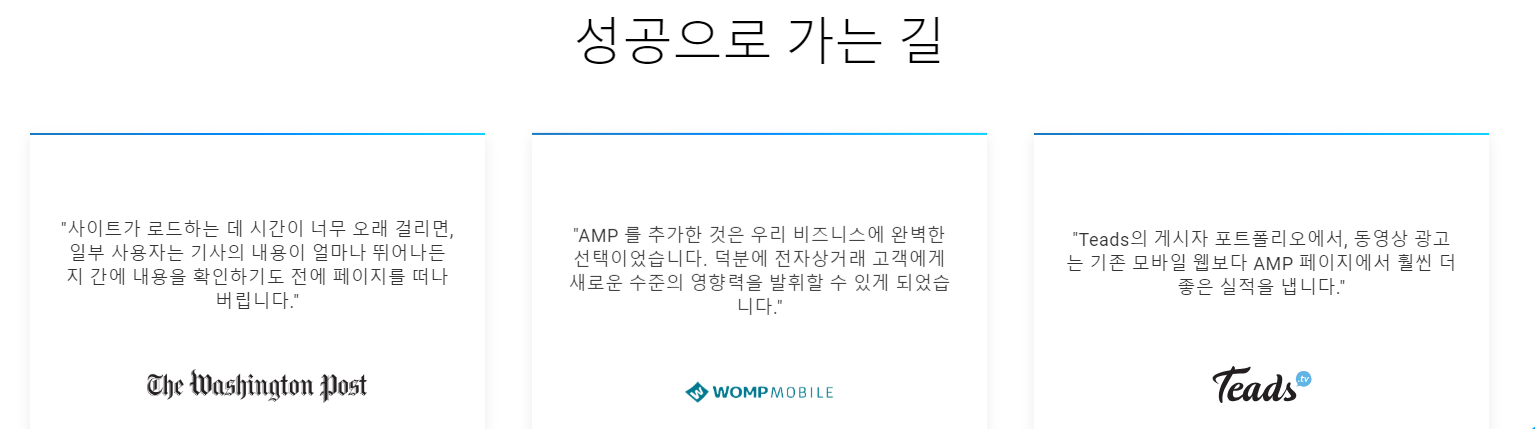 성공으로 가는 길
"사이트가 로드하는 데 시간이 너무 오래 걸리면,
일부 사용자는 기사의 내용이 얼마나 뛰어나든
지 간에 내용을 확인하기도 전에 페이지를 떠나
버립니다."
The Washington Post
"AMP 를 추가한 것은 우리 비즈니스에 완벽한
선택이었습니다. 덕분에 전자상거래 고객에게
새로운 수준의 영향력을 발휘할 수 있게 되었습
니다."
WOMPMOBILE
"Teads의 게시자 포트폴리오에서, 동영상 광고
는 기존 모바일 웹보다 AMP 페이지에서 훨씬 더
좋은 실적을 냅니다."
Teads.tv